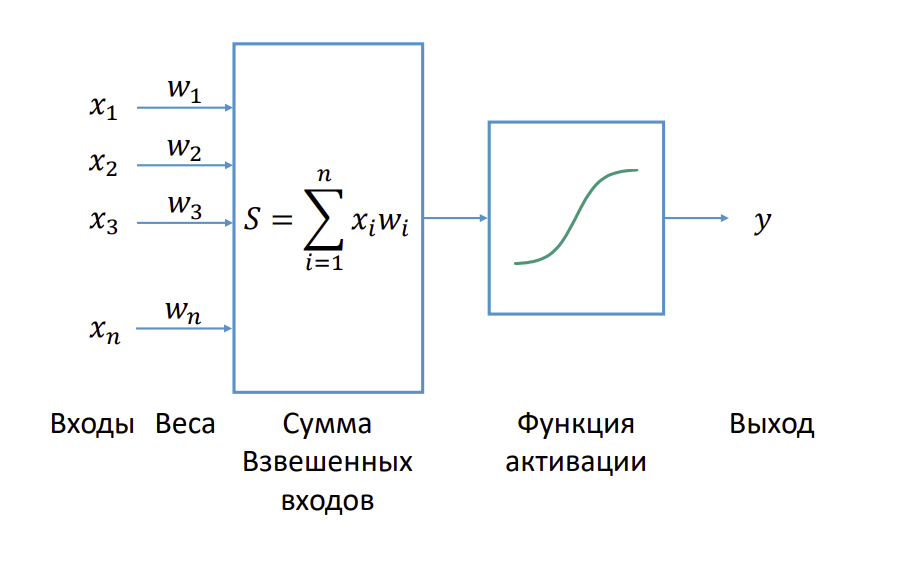 x₁ w₁
x₂ w₂
x₃ w₃
xₙ wₙ
S = ∑ⁿᵢ₌₁ xᵢwᵢ
y
Входы Веса Сумма Функция Выход
Взвешенных активации
входов